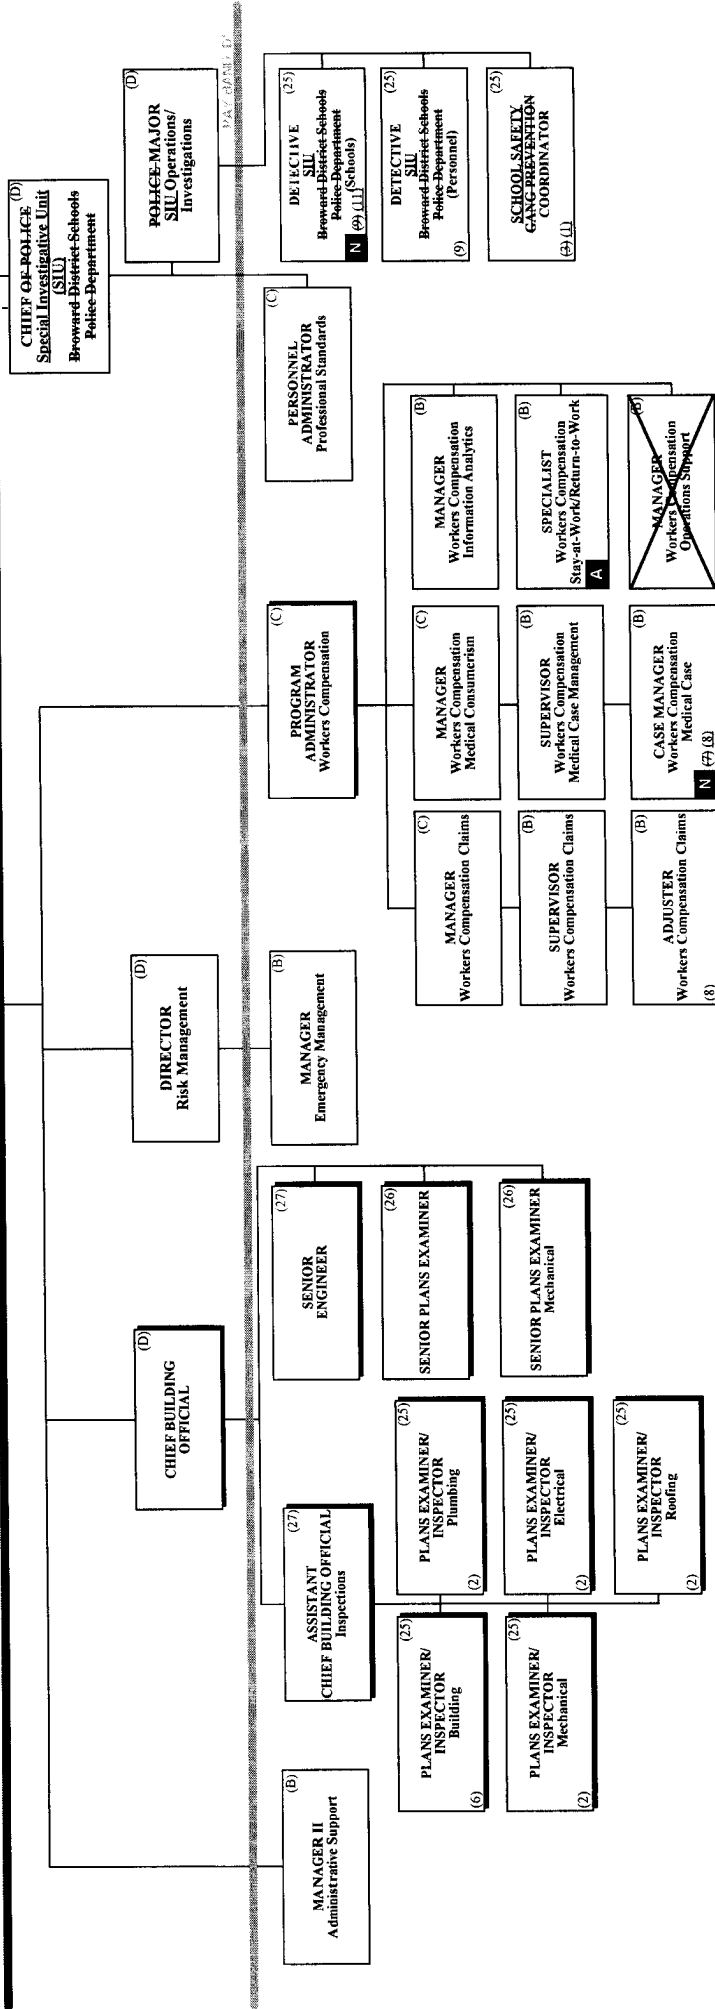 (D)
CHIEF OF POLICE
Special Investigative Unit
(SIU)
Broward District Schools
Police Department
(D)
CHIEF BUILDING
OFFICIAL
(D)
DIRECTOR
Risk Management
(D)
POLICE MAJOR
SIU Operations/
Investigations
(B)
MANAGER II
Administrative Support
(27)
ASSISTANT
CHIEF BUILDING OFFICIAL
Inspections
(25)
PLANS EXAMINER/
INSPECTOR
Building
(6)
(25)
PLANS EXAMINER/
INSPECTOR
Plumbing
(2)
(25)
PLANS EXAMINER/
INSPECTOR
Mechanical
(2)
(25)
PLANS EXAMINER/
INSPECTOR
Electrical
(2)
(25)
PLANS EXAMINER/
INSPECTOR
Roofing
(2)
(27)
SENIOR
ENGINEER
(26)
SENIOR PLANS EXAMINER
(26)
SENIOR PLANS EXAMINER
Mechanical
(B)
MANAGER
Emergency Management
(C)
PROGRAM
ADMINISTRATOR
Workers Compensation
(C)
MANAGER
Workers Compensation Claims
(B)
SUPERVISOR
Workers Compensation Claims
(B)
ADJUSTER
Workers Compensation Claims
(8)
(C)
MANAGER
Workers Compensation
Medical Consumerism
(B)
SUPERVISOR
Workers Compensation
Medical Case Management
(B)
CASE MANAGER
Workers Compensation
Medical Case
N (7) (8)
(B)
MANAGER
Workers Compensation
Information Analytics
(B)
SPECIALIST
Workers Compensation
Stay-at-Work/Return-to-Work
A
(B)
MANAGER
Workers Compensation
Operations Support
(C)
PERSONNEL
ADMINISTRATOR
Professional Standards
(25)
DETECTIVE
SIU
Broward District Schools
Police Department
N (9) (11) (Schools)
(25)
DETECTIVE
SIU
Broward District Schools
Police Department
(Personnel)
(9)
(25)
SCHOOL SAFETY
GANG PREVENTION
COORDINATOR
(3) (1)